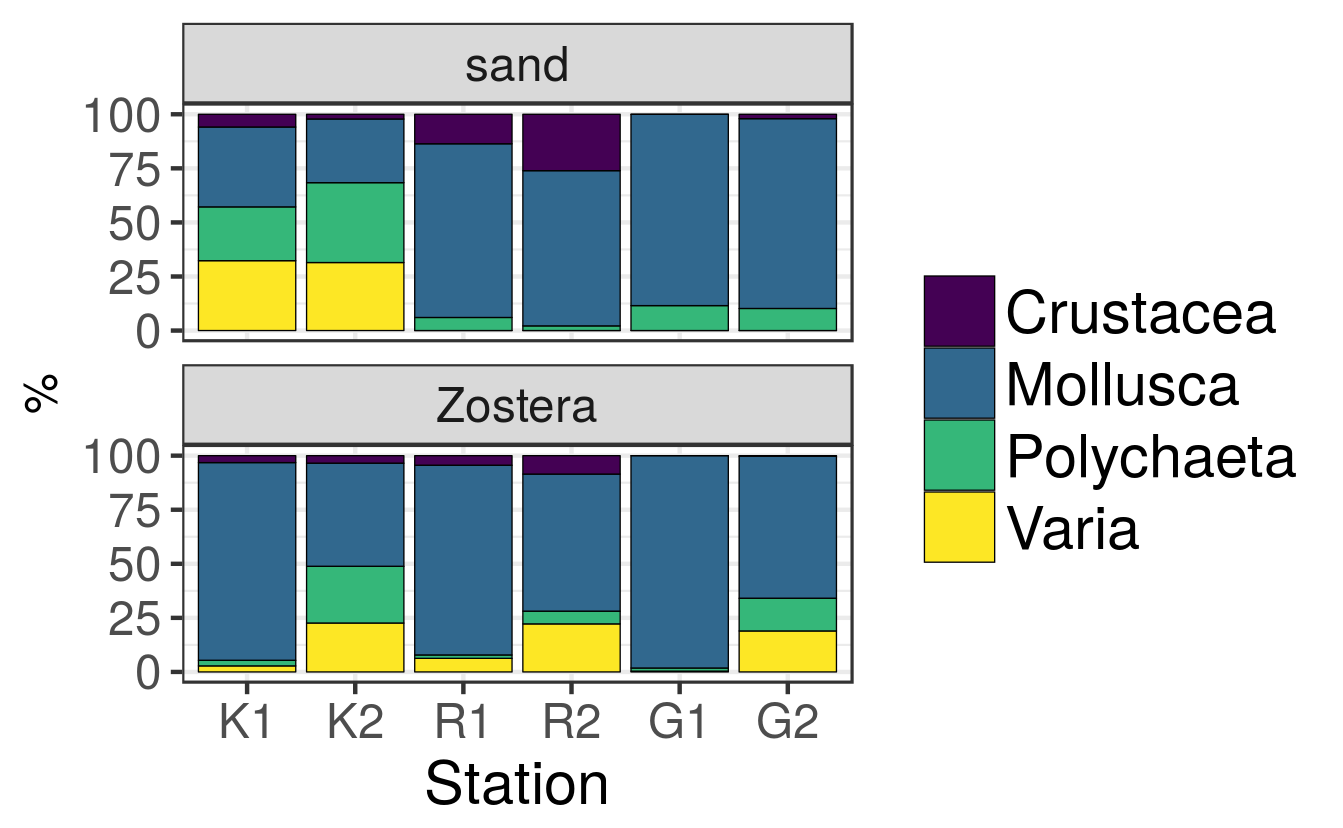 sand
100
75
50
25
0
%
Zostera
100
75
50
25
0
K1 K2 R1 R2 G1 G2
Station
Crustacea
Mollusca
Polychaeta
Varia